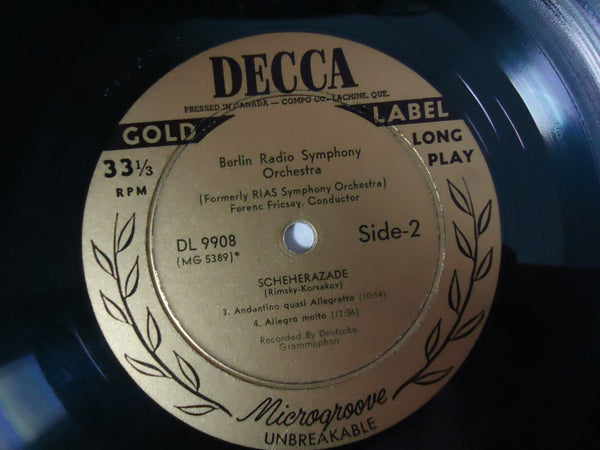 DECCA
PRESSED IN CANADA — COMPO CO., LACHINE, QUE.
GOLD LABEL
33 1/3 RPM
LONG PLAY
Berlin Radio Symphony
Orchestra
(Formerly RIAS Symphony Orchestra)
Ferenc Fricsay, Conductor
DL 9908
(MG 5389)*
Side-2
SCHEHERAZADE
(Rimsky-Korsakov)
3. Andantino quasi Allegretto (10:54)
4. Allegro molto (12:36)
Recorded By Deutsche
Grammophon
Microgroove
UNBREAKABLE